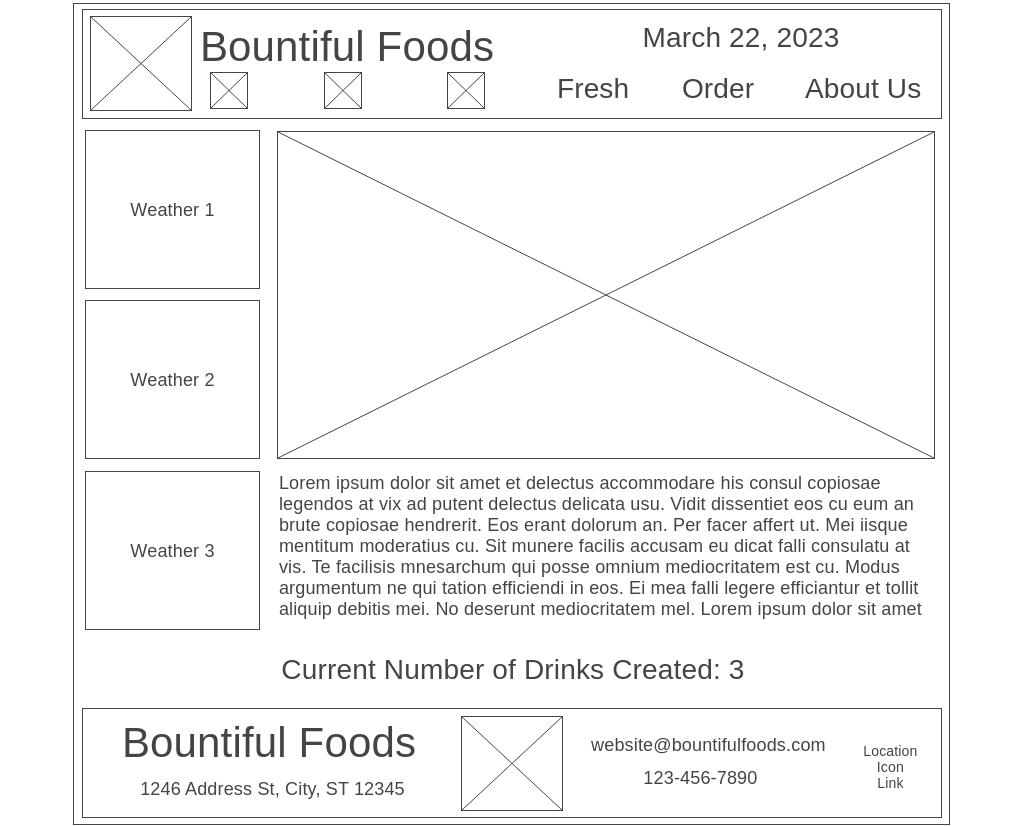 Bountiful Foods
March 22, 2023
Fresh Order About Us
Weather 1
Weather 2
Weather 3
Lorem ipsum dolor sit amet et delectus accommodare his consul copiosae
legendos at vix ad putent delectus delicata usu. Vidit dissentiet eos cu eum an
brute copiosae hendrerit. Eos erant dolorum an. Per facer affert ut. Mei iisque
mentitum moderatius cu. Sit munere facilis accusam eu dicat falli consulatu at
vis. Te facilisis mnesarchum qui posse omnium mediocritatem est cu. Modus
argumentum ne qui tation efficiendi in eos. Ei mea falli legere efficiantur et tollit
aliquip debitis mei. No deserunt mediocritatem mel. Lorem ipsum dolor sit amet
Current Number of Drinks Created: 3
Bountiful Foods
1246 Address St, City, ST 12345
website@bountifulfoods.com
123-456-7890
Location
Icon
Link